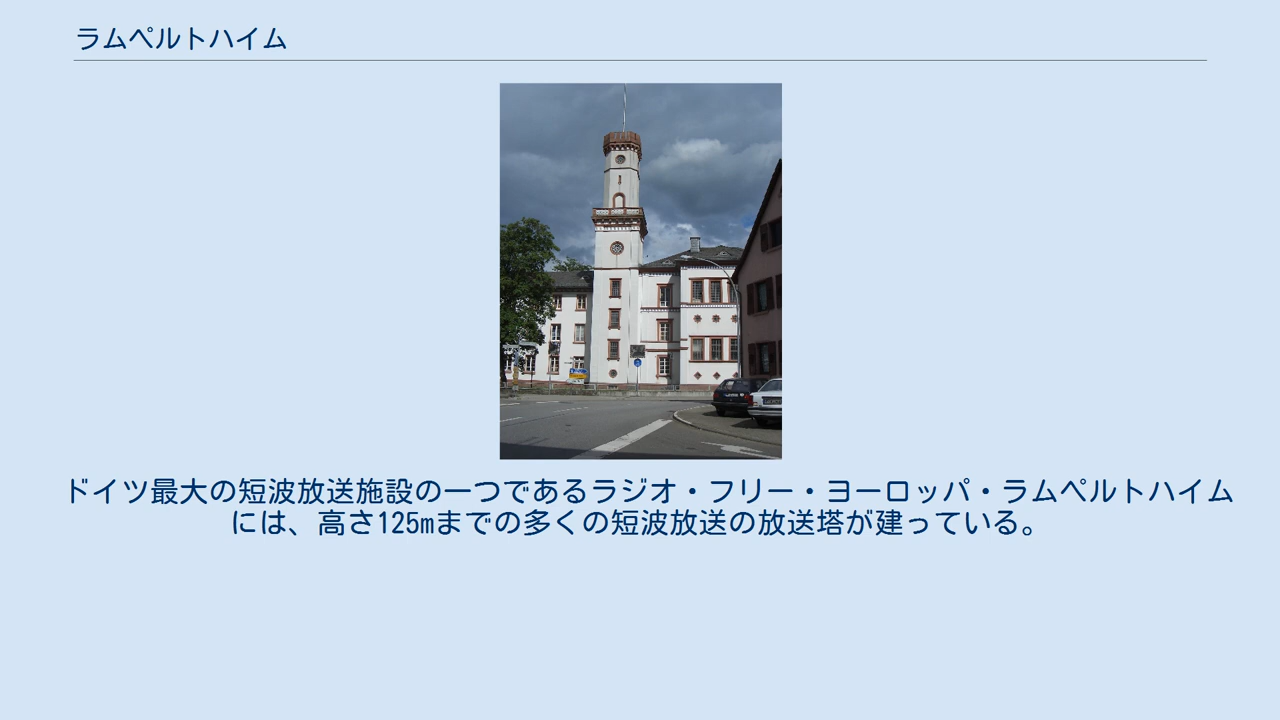 ラムペルトハイム
ドイツ最大の短波放送施設の一つであるラジオ・フリー・ヨーロッパ・ラムペルトハイム
には、高さ125mまでの多くの短波放送の放送塔が建っている。